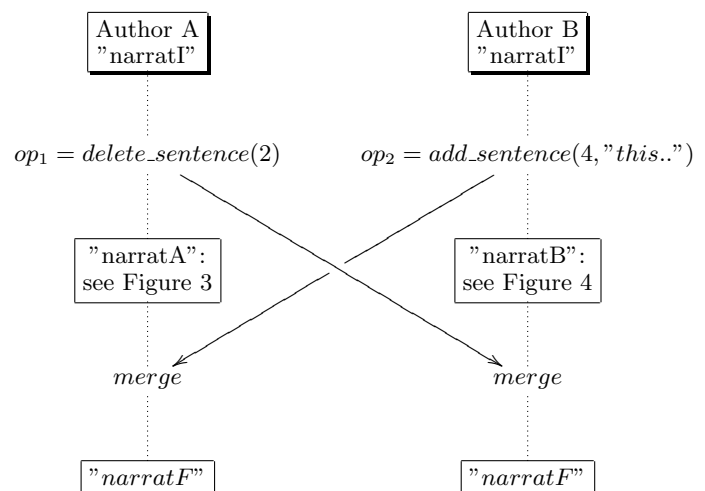 Author A
"narratI"
Author B
"narratI"
op1 = delete_sentence(2)
op2 = add_sentence(4,"this..")
"narratA":
see Figure 3
"narratB":
see Figure 4
merge
merge
"narratF"
"narratF"